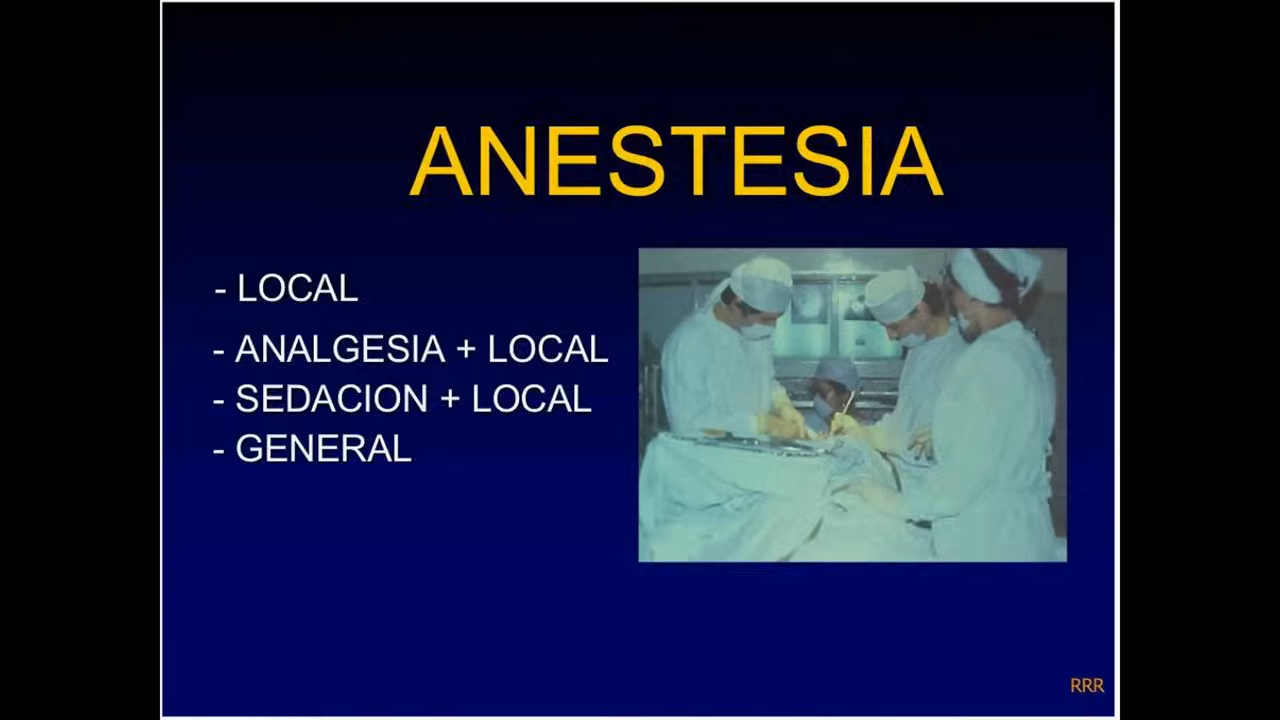 ANESTESIA
- LOCAL
- ANALGESIA + LOCAL
- SEDACION + LOCAL
- GENERAL
RRR